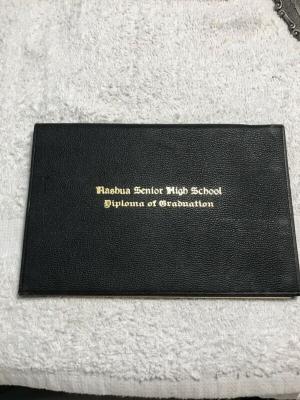 Nashua Senior High School
Diploma of Graduation